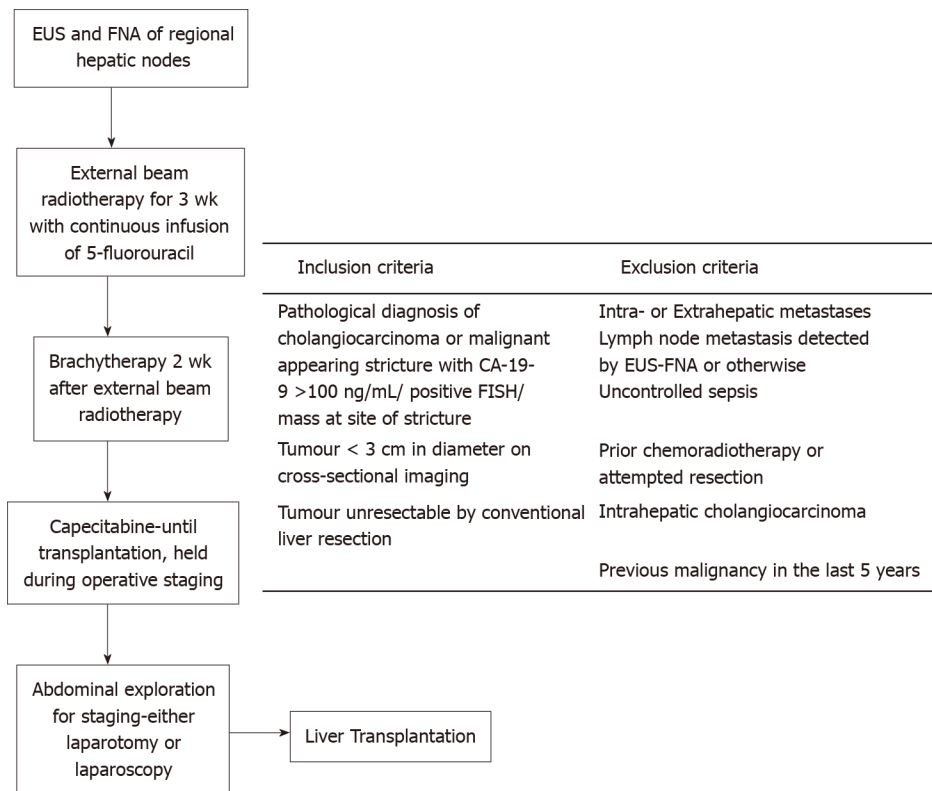 EUS and FNA of regional
hepatic nodes
External beam
radiotherapy for 3 wk
with continuous infusion
of 5-fluorouracil
Brachytherapy 2 wk
after external beam
radiotherapy
Capecitabine-until
transplantation, held
during operative staging
Abdominal exploration
for staging-either
laparotomy or
laparoscopy
Liver Transplantation
Inclusion criteria
Exclusion criteria
Pathological diagnosis of
cholangiocarcinoma or malignant
appearing stricture with CA-19-
9 >100 ng/mL/ positive FISH/
mass at site of stricture
Intra- or Extrahepatic metastases
Lymph node metastasis detected
by EUS-FNA or otherwise
Uncontrolled sepsis
Tumour < 3 cm in diameter on
cross-sectional imaging
Prior chemoradiotherapy or
attempted resection
Tumour unresectable by conventional
liver resection
Intrahepatic cholangiocarcinoma
Previous malignancy in the last 5 years